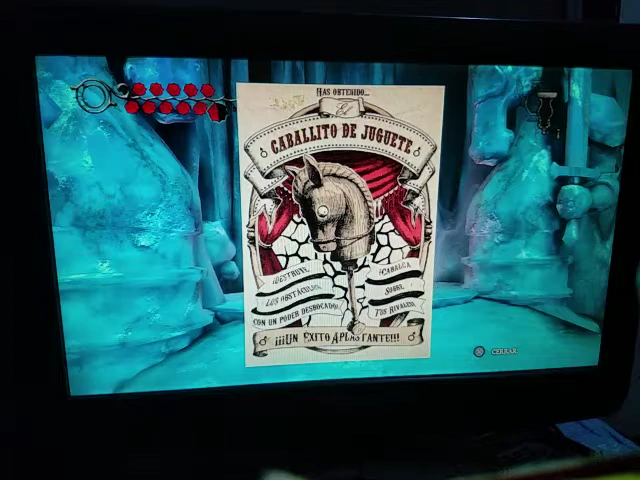 Has obtenido...
El
Caballito de Juguete
¡Destruye
los obstáculos
con un poder desbocado!
¡Cabalga
sobre
tus rivales!
¡¡¡Un éxito aplastante!!!
Cerrar